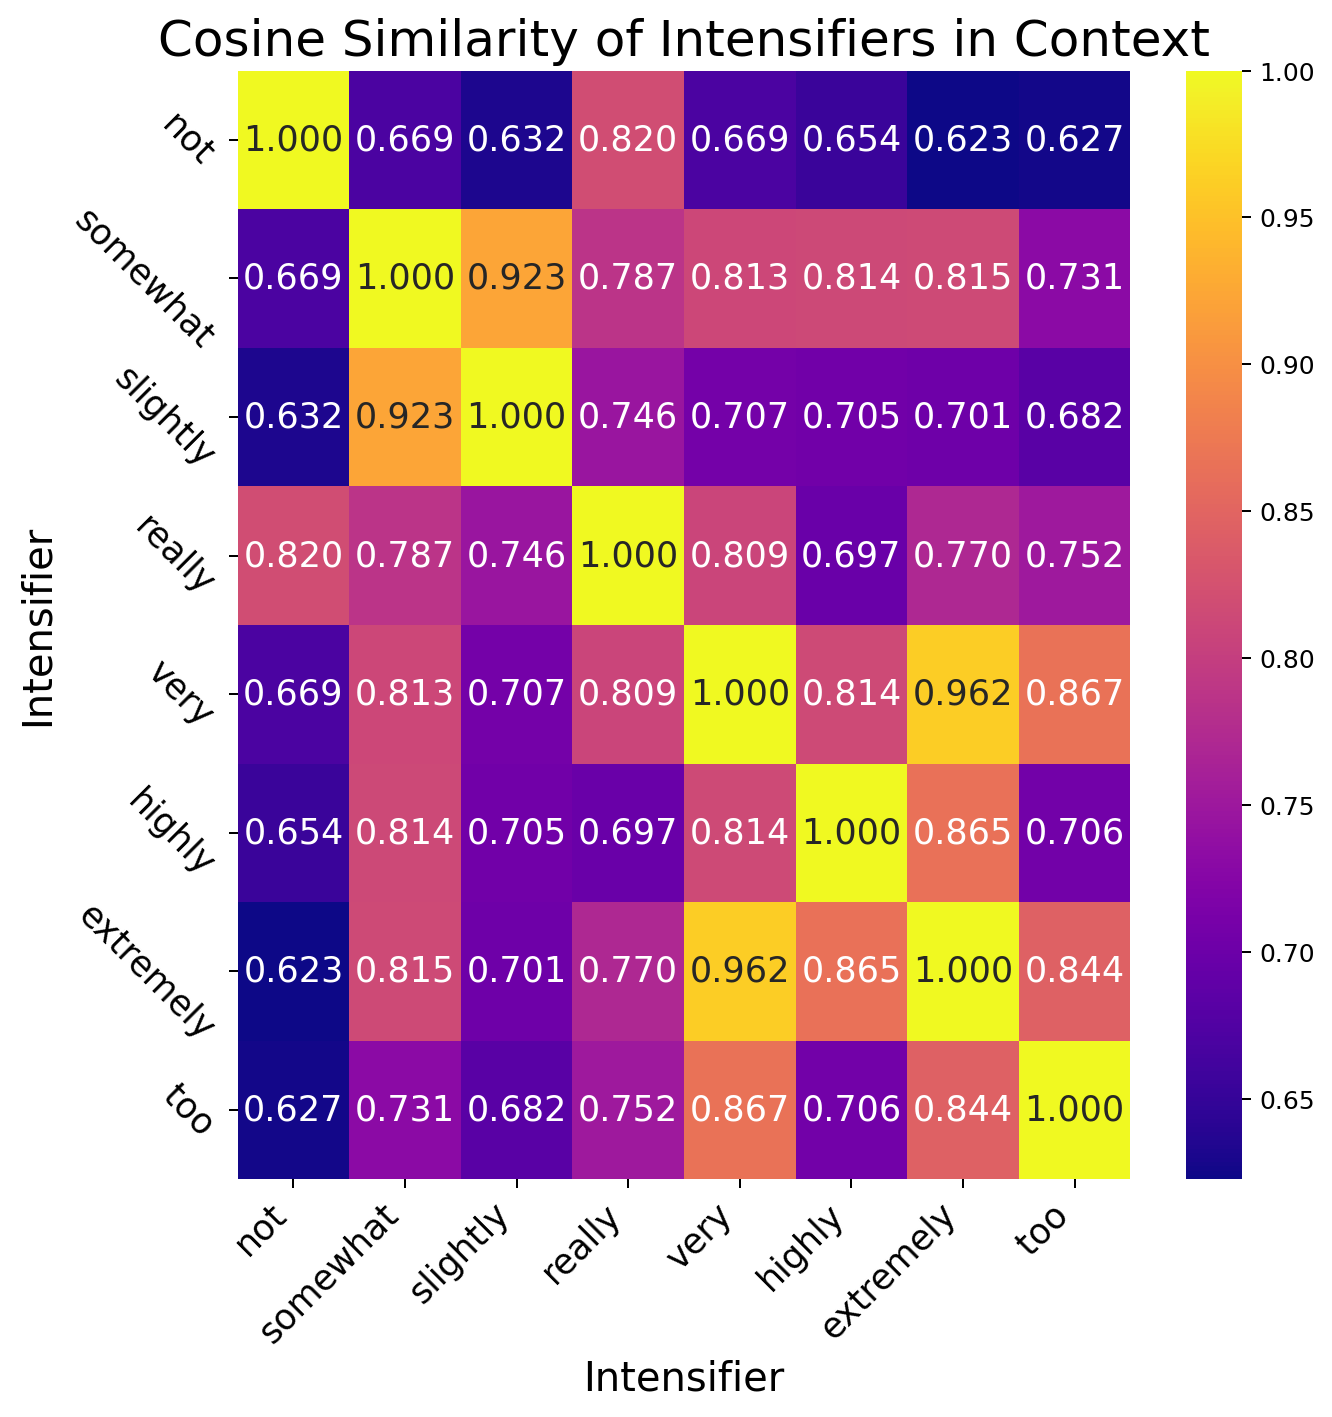 Cosine Similarity of Intensifiers in Context
not 1.000 0.669 0.632 0.820 0.669 0.654 0.623 0.627
somewhat 0.669 1.000 0.923 0.787 0.813 0.814 0.815 0.731
slightly 0.632 0.923 1.000 0.746 0.707 0.705 0.701 0.682
really 0.820 0.787 0.746 1.000 0.809 0.697 0.770 0.752
very 0.669 0.813 0.707 0.809 1.000 0.814 0.962 0.867
highly 0.654 0.814 0.705 0.697 0.814 1.000 0.865 0.706
extremely 0.623 0.815 0.701 0.770 0.962 0.865 1.000 0.844
too 0.627 0.731 0.682 0.752 0.867 0.706 0.844 1.000
not somewhat slightly really very highly extremely too
Intensifier
Intensifier
1.00
0.95
0.90
0.85
0.80
0.75
0.70
0.65